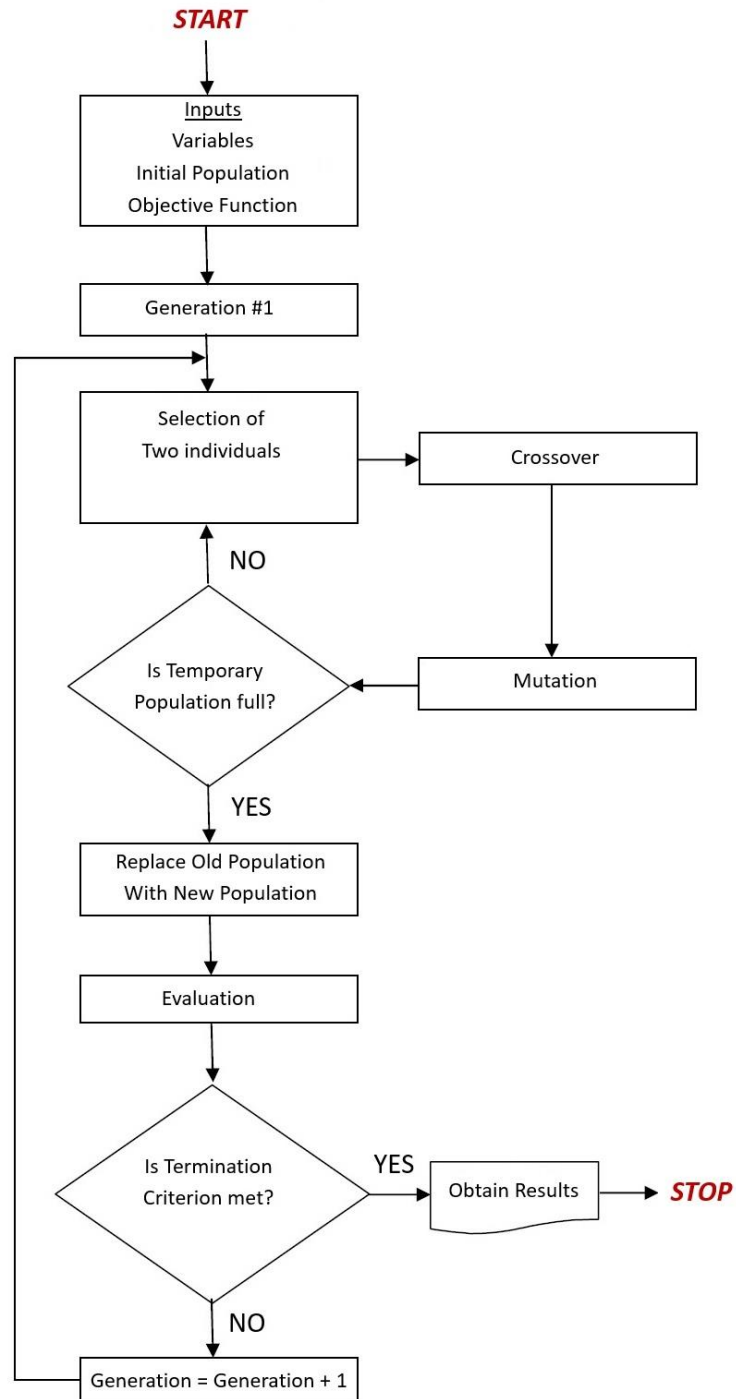 START
Inputs
Variables
Initial Population
Objective Function
Generation #1
Selection of
Two individuals
Crossover
NO
Is Temporary
Population full?
Mutation
YES
Replace Old Population
With New Population
Evaluation
Is Termination
Criterion met?
YES
Obtain Results
STOP
NO
Generation = Generation + 1